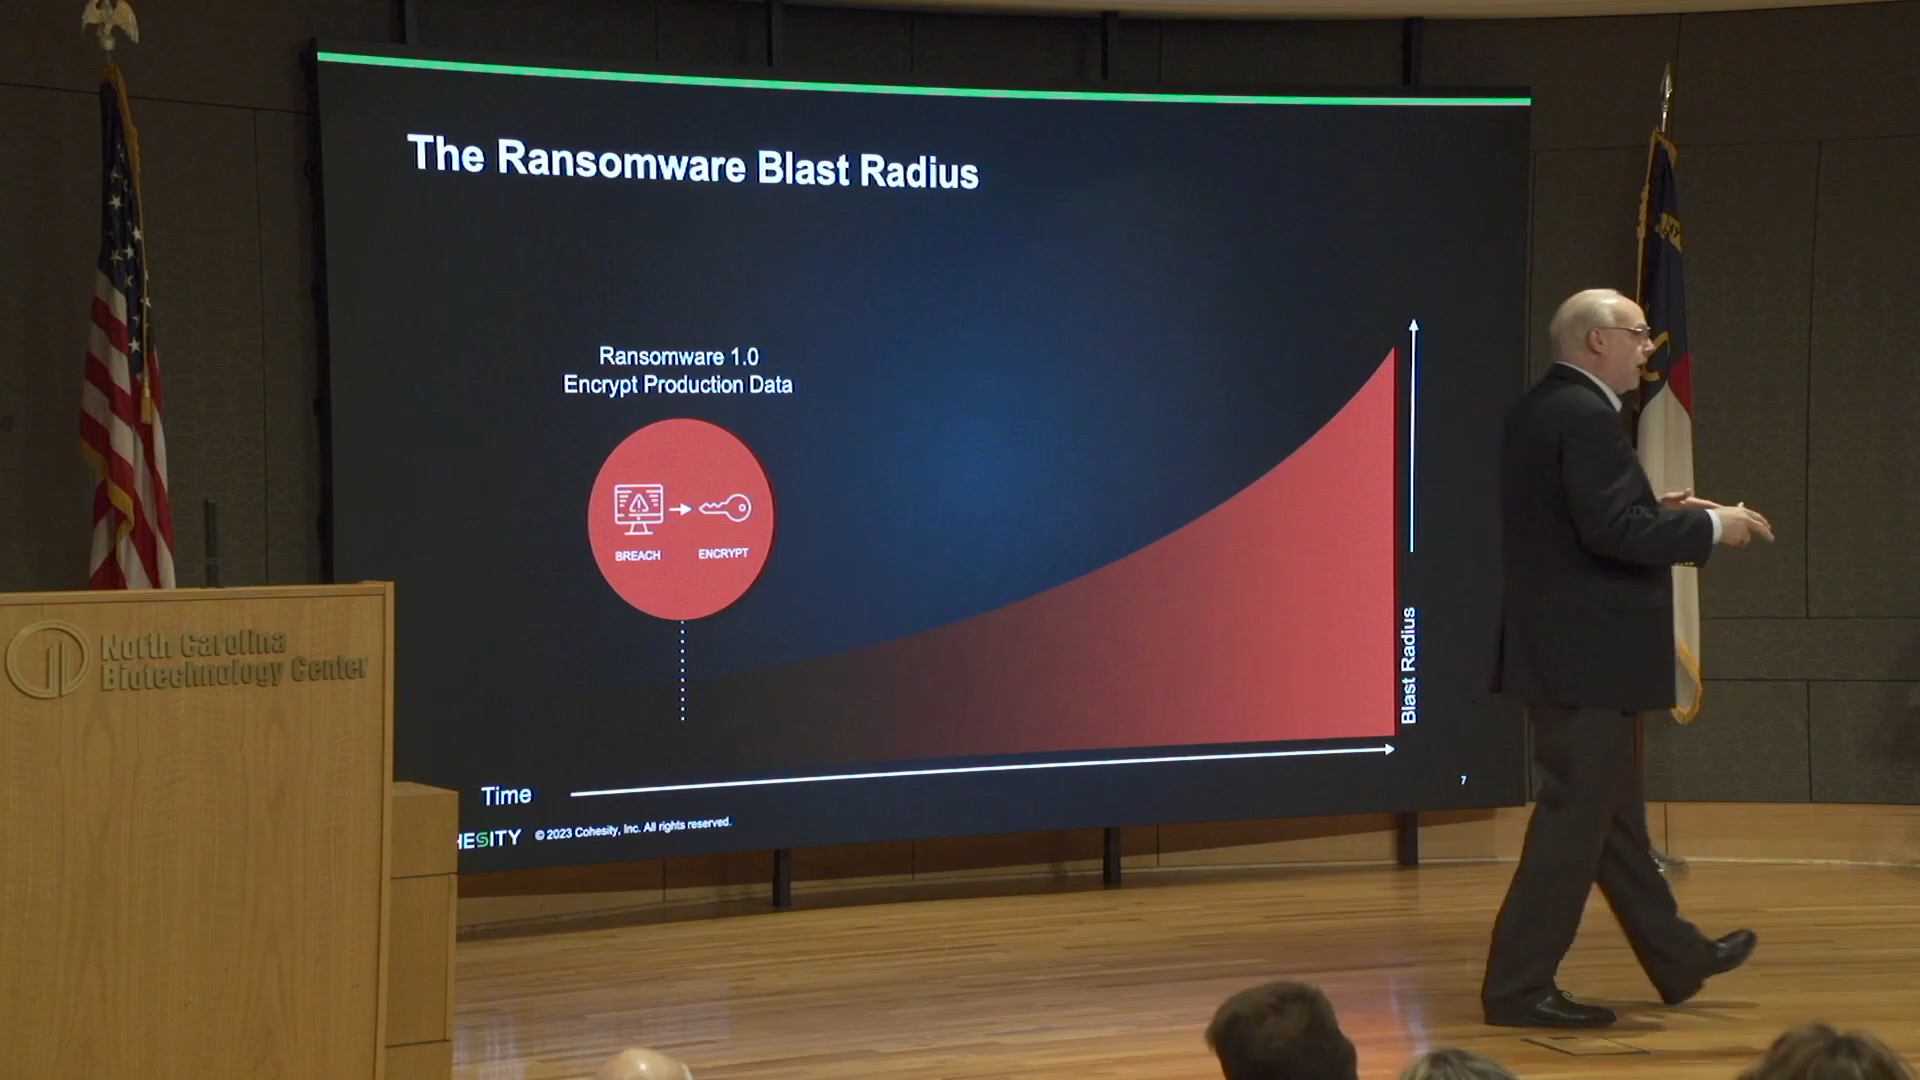 The Ransomware Blast Radius
Ransomware 1.0
Encrypt Production Data
BREACH
ENCRYPT
Blast Radius
Time
7
HESITY © 2023 Cohesity, Inc. All rights reserved.
North Carolina
Biotechnology Center